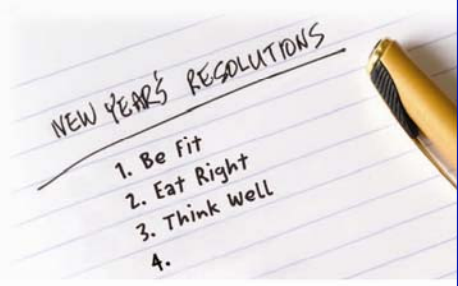 NEW YEAR'S RESOLUTIONS
1. Be Fit
2. Eat Right
3. Think Well
4.